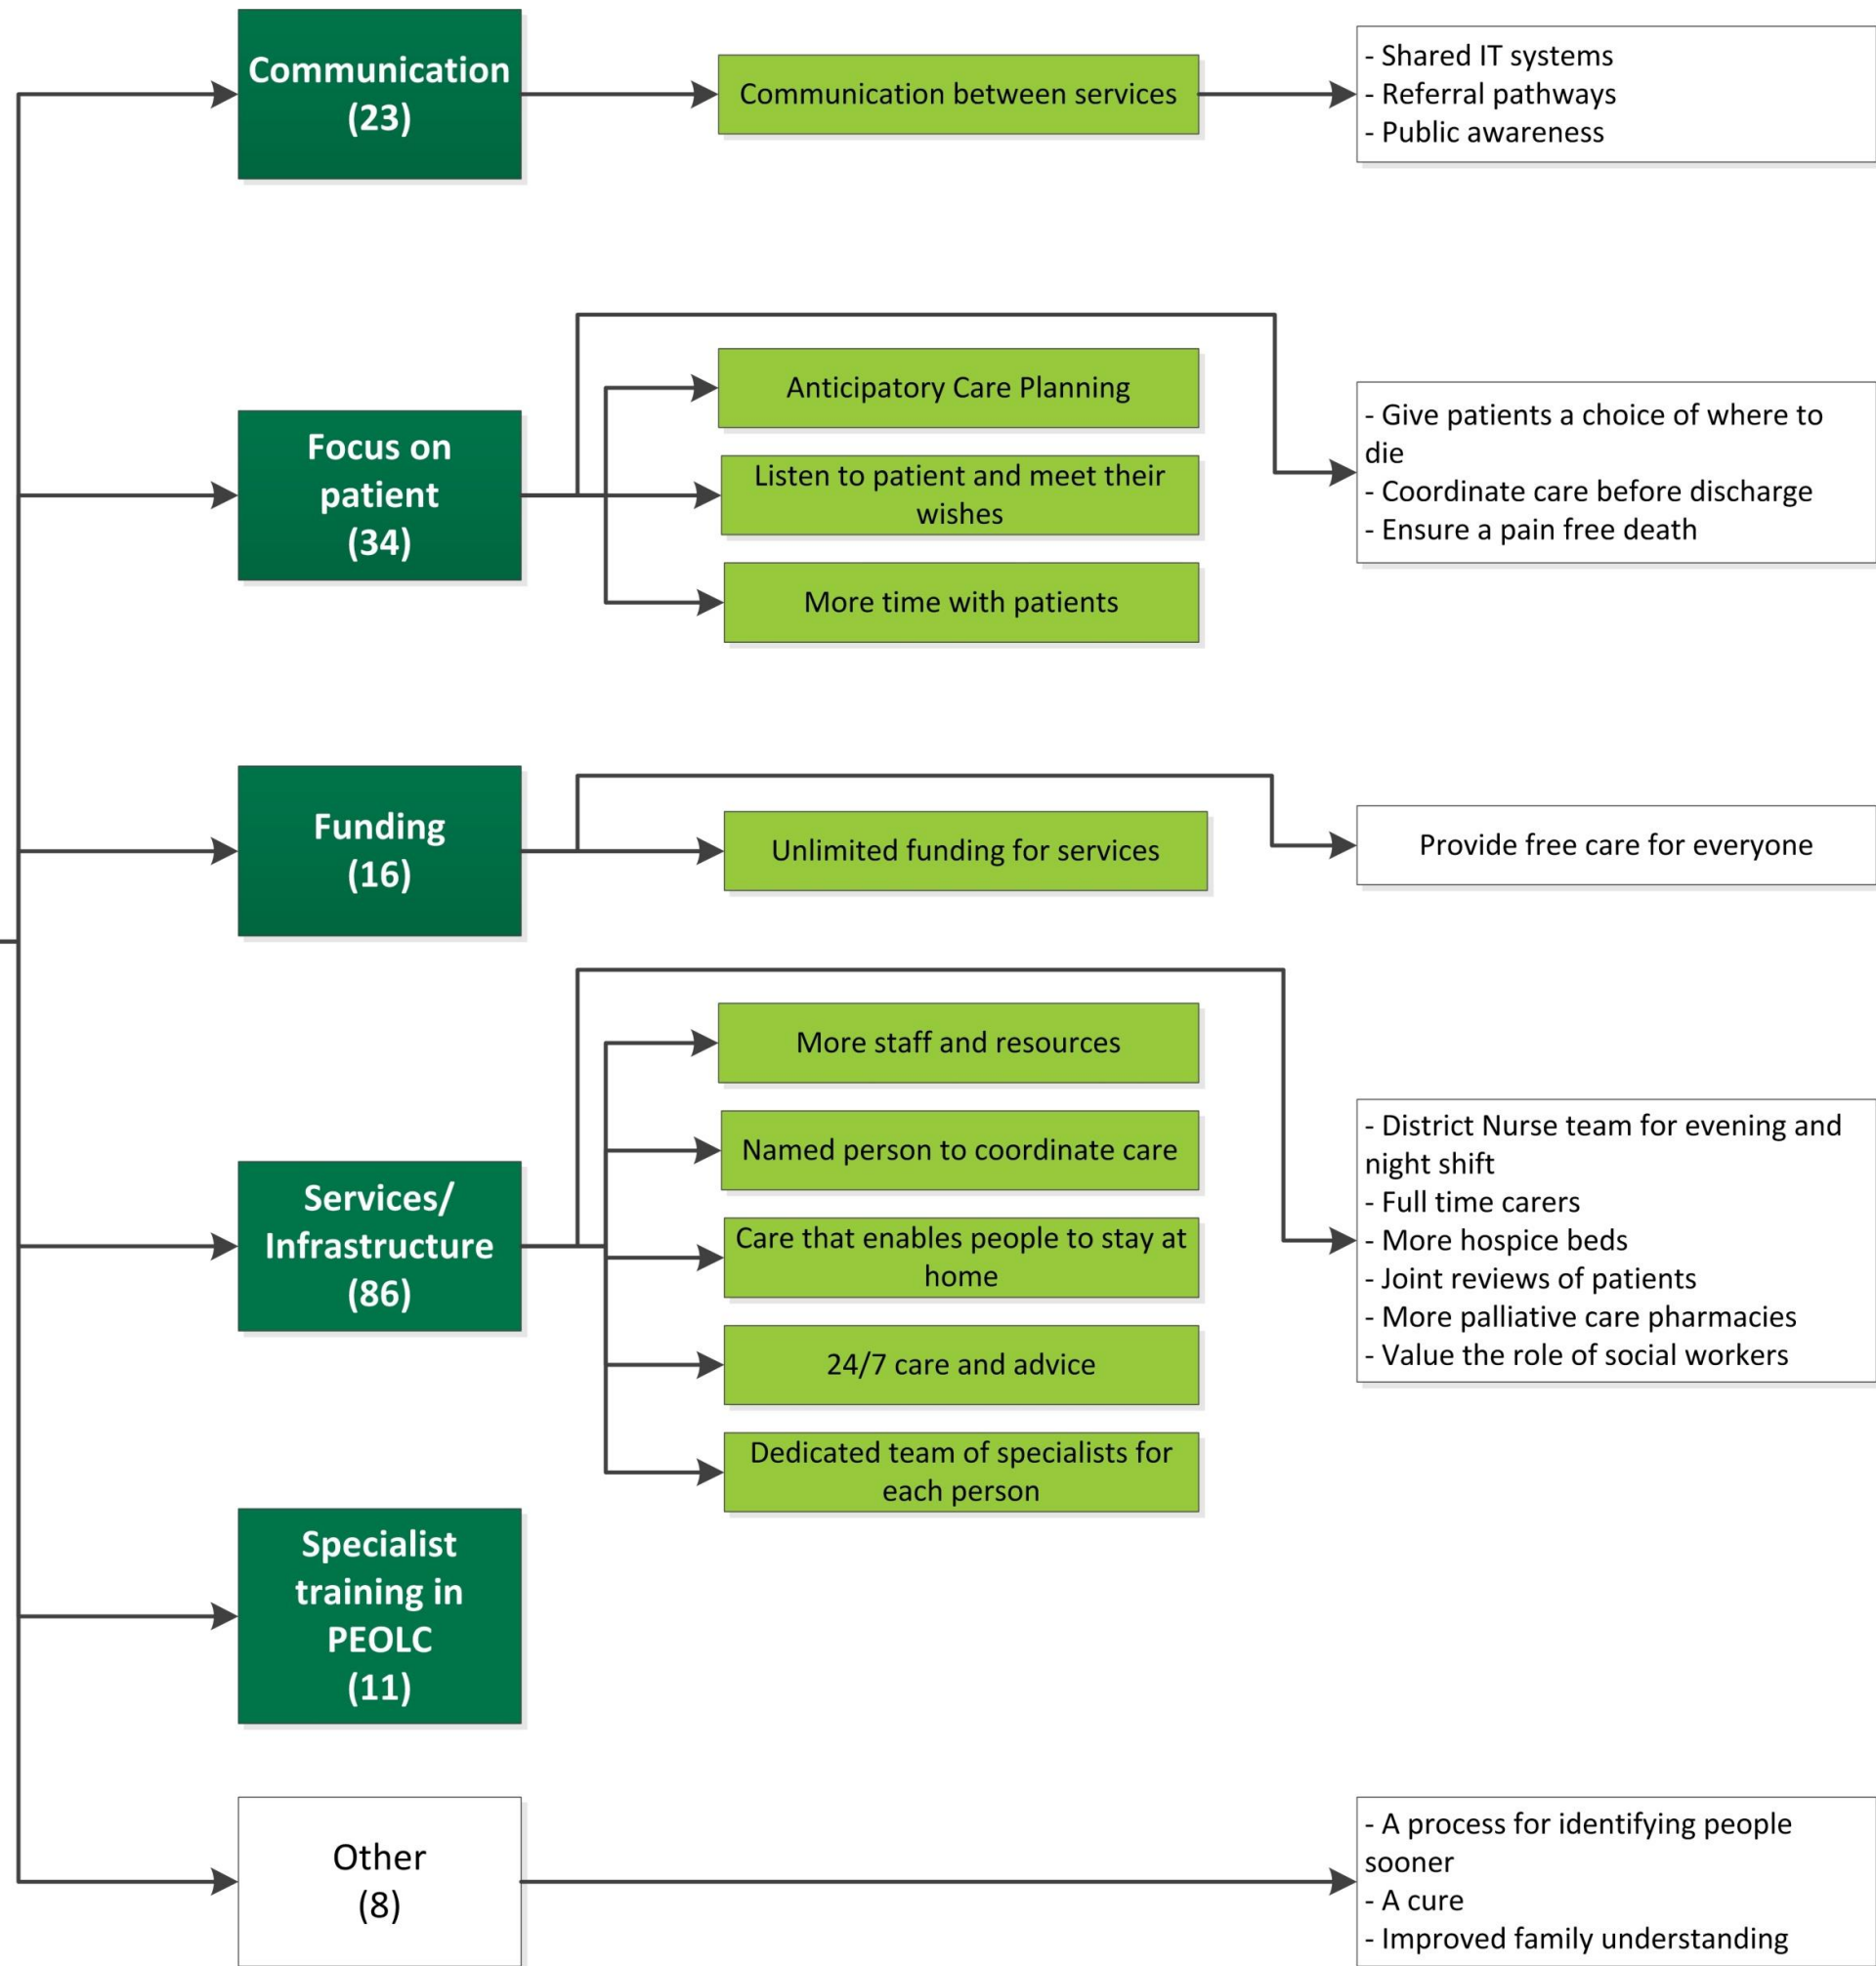 Communication
(23)
Communication between services
- Shared IT systems
- Referral pathways
- Public awareness
Focus on
patient
(34)
Anticipatory Care Planning
Listen to patient and meet their
wishes
More time with patients
- Give patients a choice of where to
die
- Coordinate care before discharge
- Ensure a pain free death
Funding
(16)
Unlimited funding for services
Provide free care for everyone
Services/
Infrastructure
(86)
More staff and resources
Named person to coordinate care
Care that enables people to stay at
home
24/7 care and advice
Dedicated team of specialists for
each person
- District Nurse team for evening and
night shift
- Full time carers
- More hospice beds
- Joint reviews of patients
- More palliative care pharmacies
- Value the role of social workers
Specialist
training in
PEOLC
(11)
Other
(8)
- A process for identifying people
sooner
- A cure
- Improved family understanding